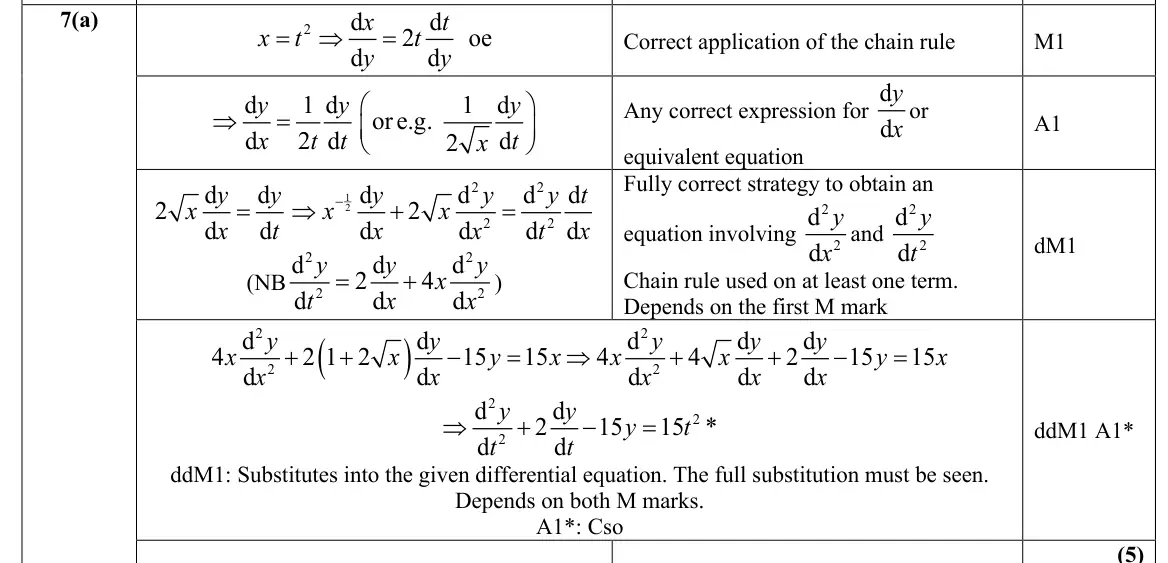 7(a)
x = t² ⇒ dx/dy = 2t dt/dy oe
Correct application of the chain rule
M1
⇒ dy/dx = 1/(2t) dy/dt (or e.g. 1/(2√x) dy/dt)
Any correct expression for dy/dx or
equivalent equation
A1
2√x dy/dx = dy/dt ⇒ x^(-1/2) dy/dx + 2√x d²y/dx² = d²y/dt² dt/dx
(NB d²y/dt² = 2 dy/dx + 4x d²y/dx²)
Fully correct strategy to obtain an
equation involving d²y/dx² and d²y/dt²
Chain rule used on at least one term.
Depends on the first M mark
dM1
4x d²y/dx² + 2(1 + 2√x) dy/dx − 15y = 15x ⇒ 4x d²y/dx² + 4√x dy/dx + 2 dy/dx − 15y = 15x
⇒ d²y/dt² + 2 dy/dt − 15y = 15t² *
ddM1: Substitutes into the given differential equation. The full substitution must be seen.
Depends on both M marks.
A1*: Cso
ddM1 A1*
(5)